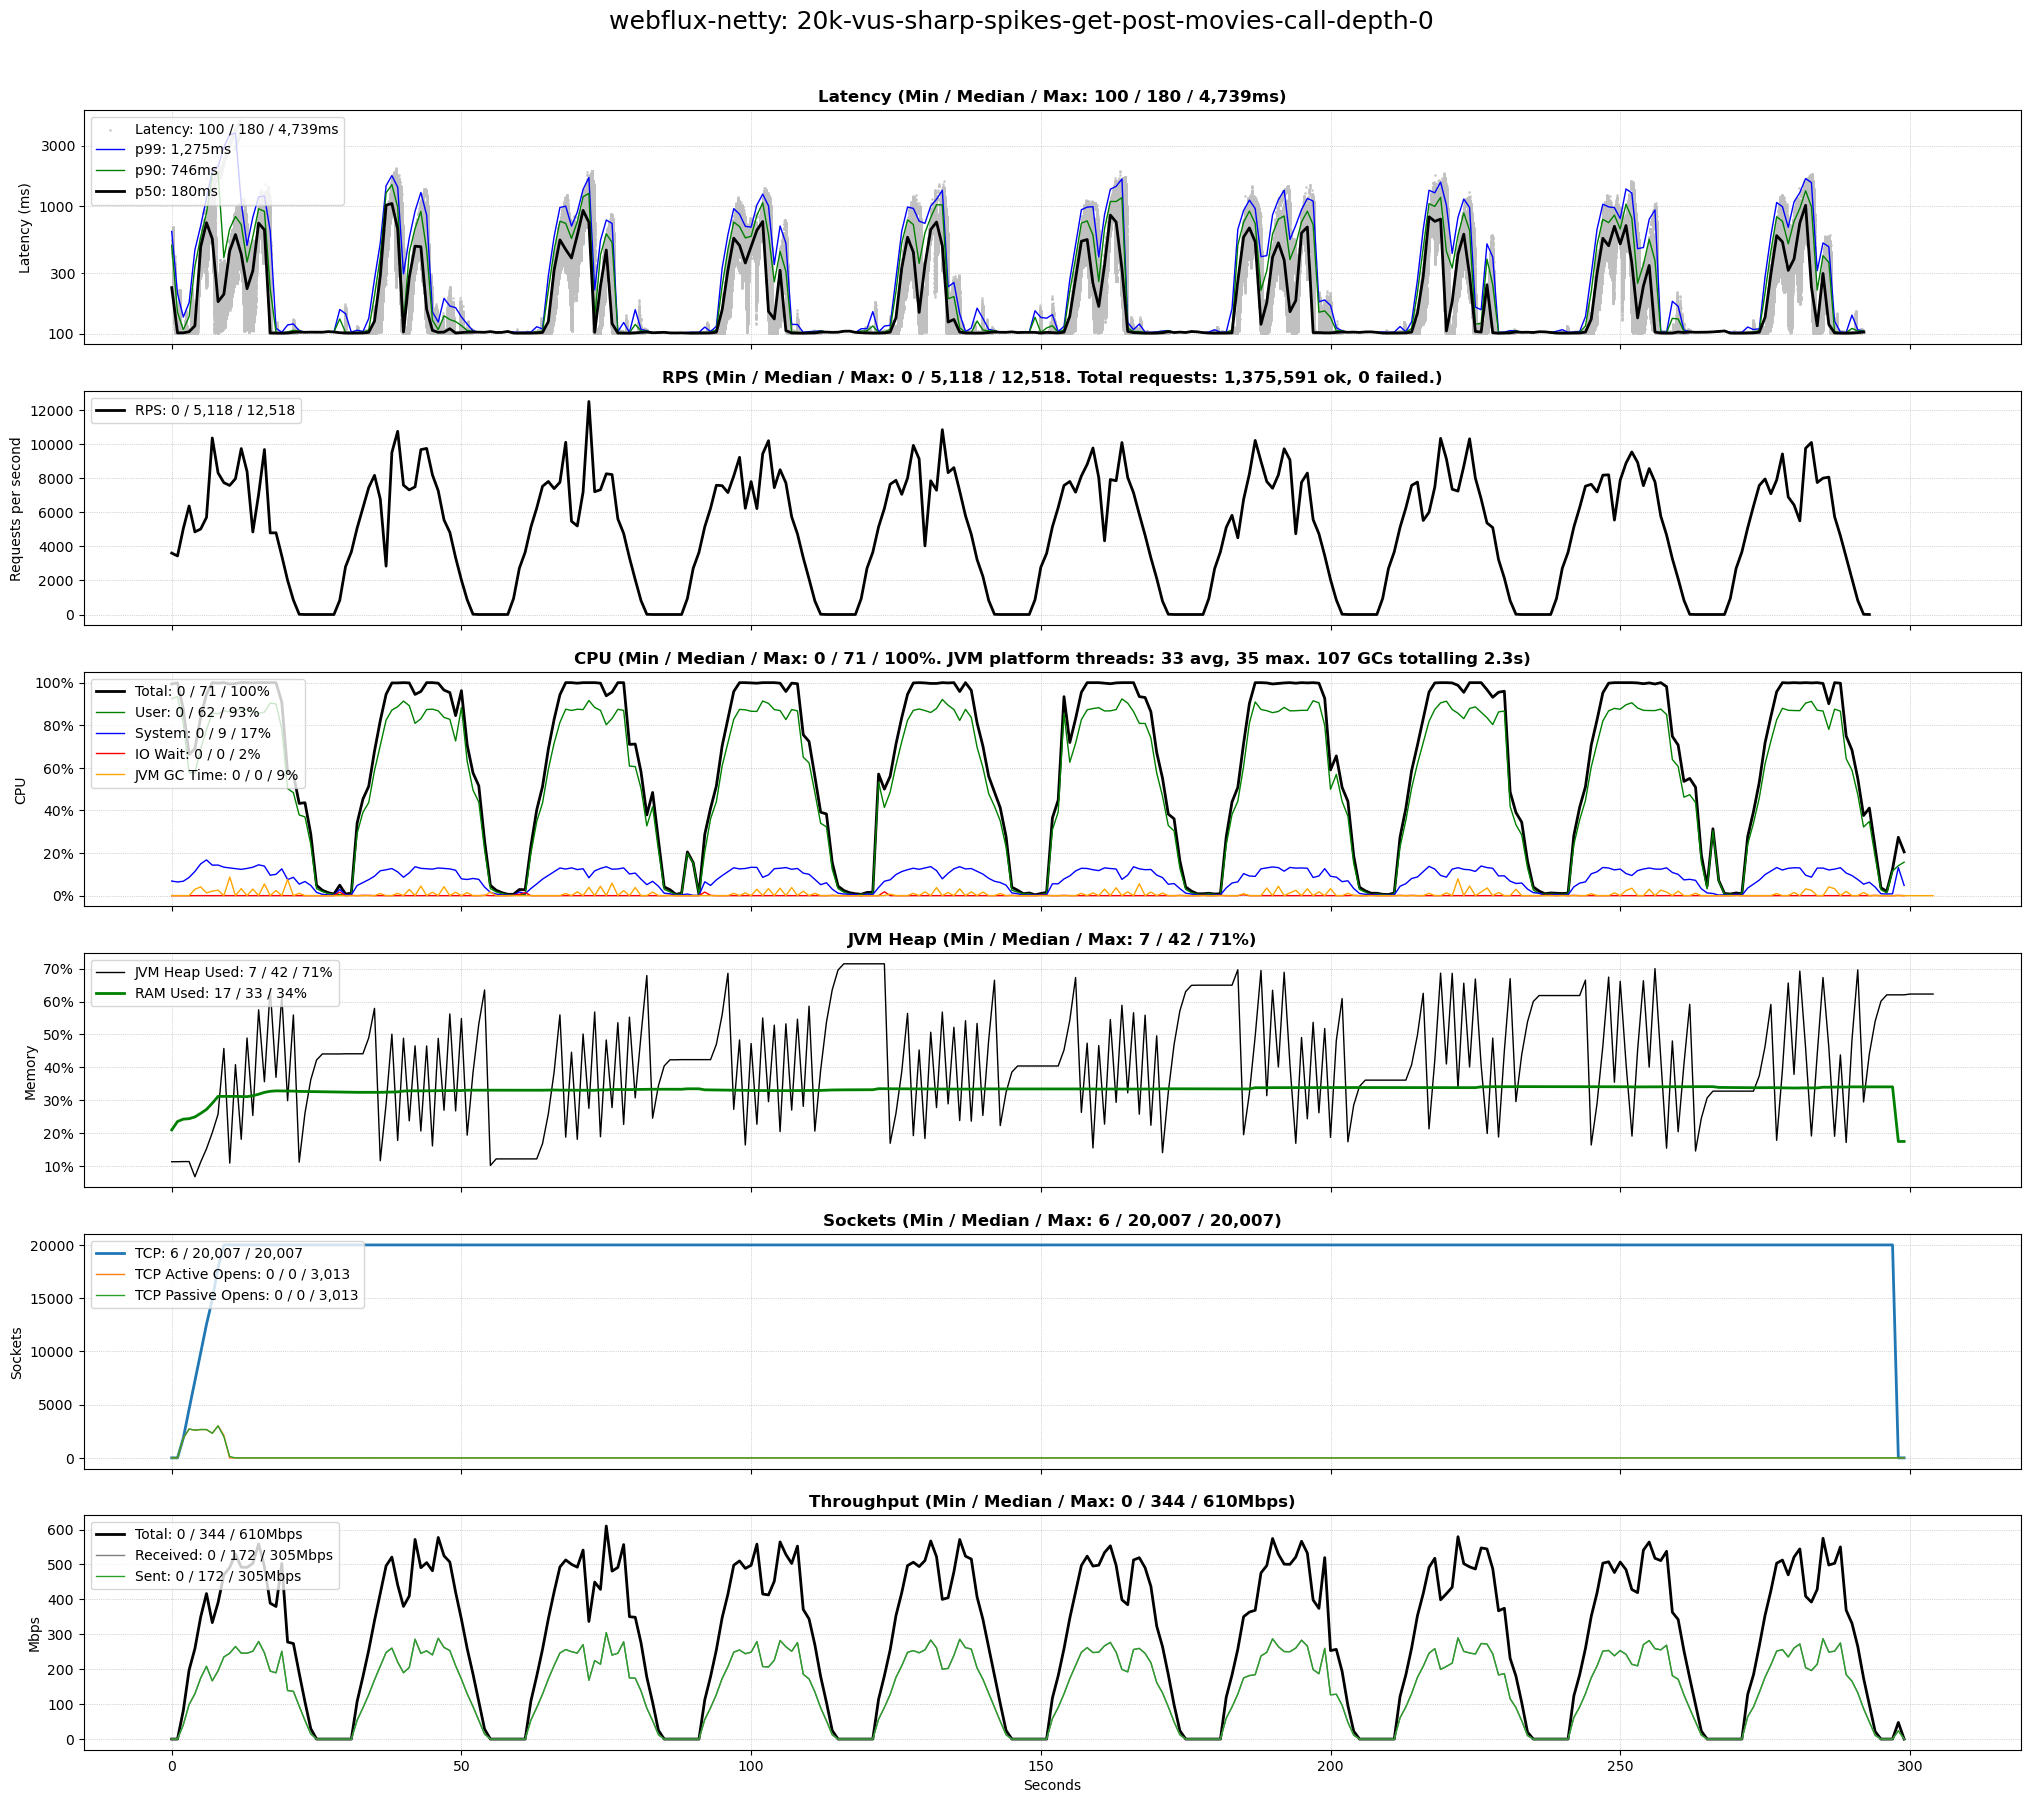 webflux-netty: 20k-vus-sharp-spikes-get-post-movies-call-depth-0
Latency (Min / Median / Max: 100 / 180 / 4,739ms)
Latency: 100 / 180 / 4,739ms
p99: 1,275ms
p90: 746ms
p50: 180ms
3000
1000
300
100
Latency (ms)
RPS (Min / Median / Max: 0 / 5,118 / 12,518. Total requests: 1,375,591 ok, 0 failed.)
RPS: 0 / 5,118 / 12,518
12000
10000
8000
6000
4000
2000
0
Requests per second
CPU (Min / Median / Max: 0 / 71 / 100%. JVM platform threads: 33 avg, 35 max. 107 GCs totalling 2.3s)
Total: 0 / 71 / 100%
User: 0 / 62 / 93%
System: 0 / 9 / 17%
IO Wait: 0 / 0 / 2%
JVM GC Time: 0 / 0 / 9%
100%
80%
60%
40%
20%
0%
CPU
JVM Heap (Min / Median / Max: 7 / 42 / 71%)
JVM Heap Used: 7 / 42 / 71%
RAM Used: 17 / 33 / 34%
70%
60%
50%
40%
30%
20%
10%
Memory
Sockets (Min / Median / Max: 6 / 20,007 / 20,007)
TCP: 6 / 20,007 / 20,007
TCP Active Opens: 0 / 0 / 3,013
TCP Passive Opens: 0 / 0 / 3,013
20000
15000
10000
5000
0
Sockets
Throughput (Min / Median / Max: 0 / 344 / 610Mbps)
Total: 0 / 344 / 610Mbps
Received: 0 / 172 / 305Mbps
Sent: 0 / 172 / 305Mbps
600
500
400
300
200
100
0
Mbps
0 50 100 150 200 250 300
Seconds